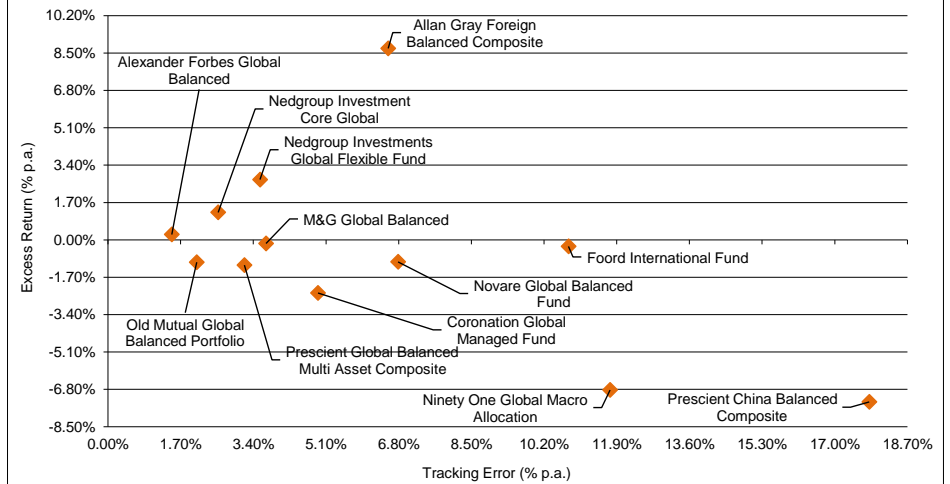 10.20%
8.50%
6.80%
5.10%
3.40%
1.70%
0.00%
-1.70%
-3.40%
-5.10%
-6.80%
-8.50%
Excess Return (% p.a.)
Allan Gray Foreign
Balanced Composite
Alexander Forbes Global
Balanced
Nedgroup Investment
Core Global
Nedgroup Investments
Global Flexible Fund
M&G Global Balanced
Foord International Fund
Novare Global Balanced
Fund
Old Mutual Global
Balanced Portfolio
Coronation Global
Managed Fund
Prescient Global Balanced
Multi Asset Composite
Ninety One Global Macro
Allocation
Prescient China Balanced
Composite
0.00% 1.70% 3.40% 5.10% 6.80% 8.50% 10.20% 11.90% 13.60% 15.30% 17.00% 18.70%
Tracking Error (% p.a.)